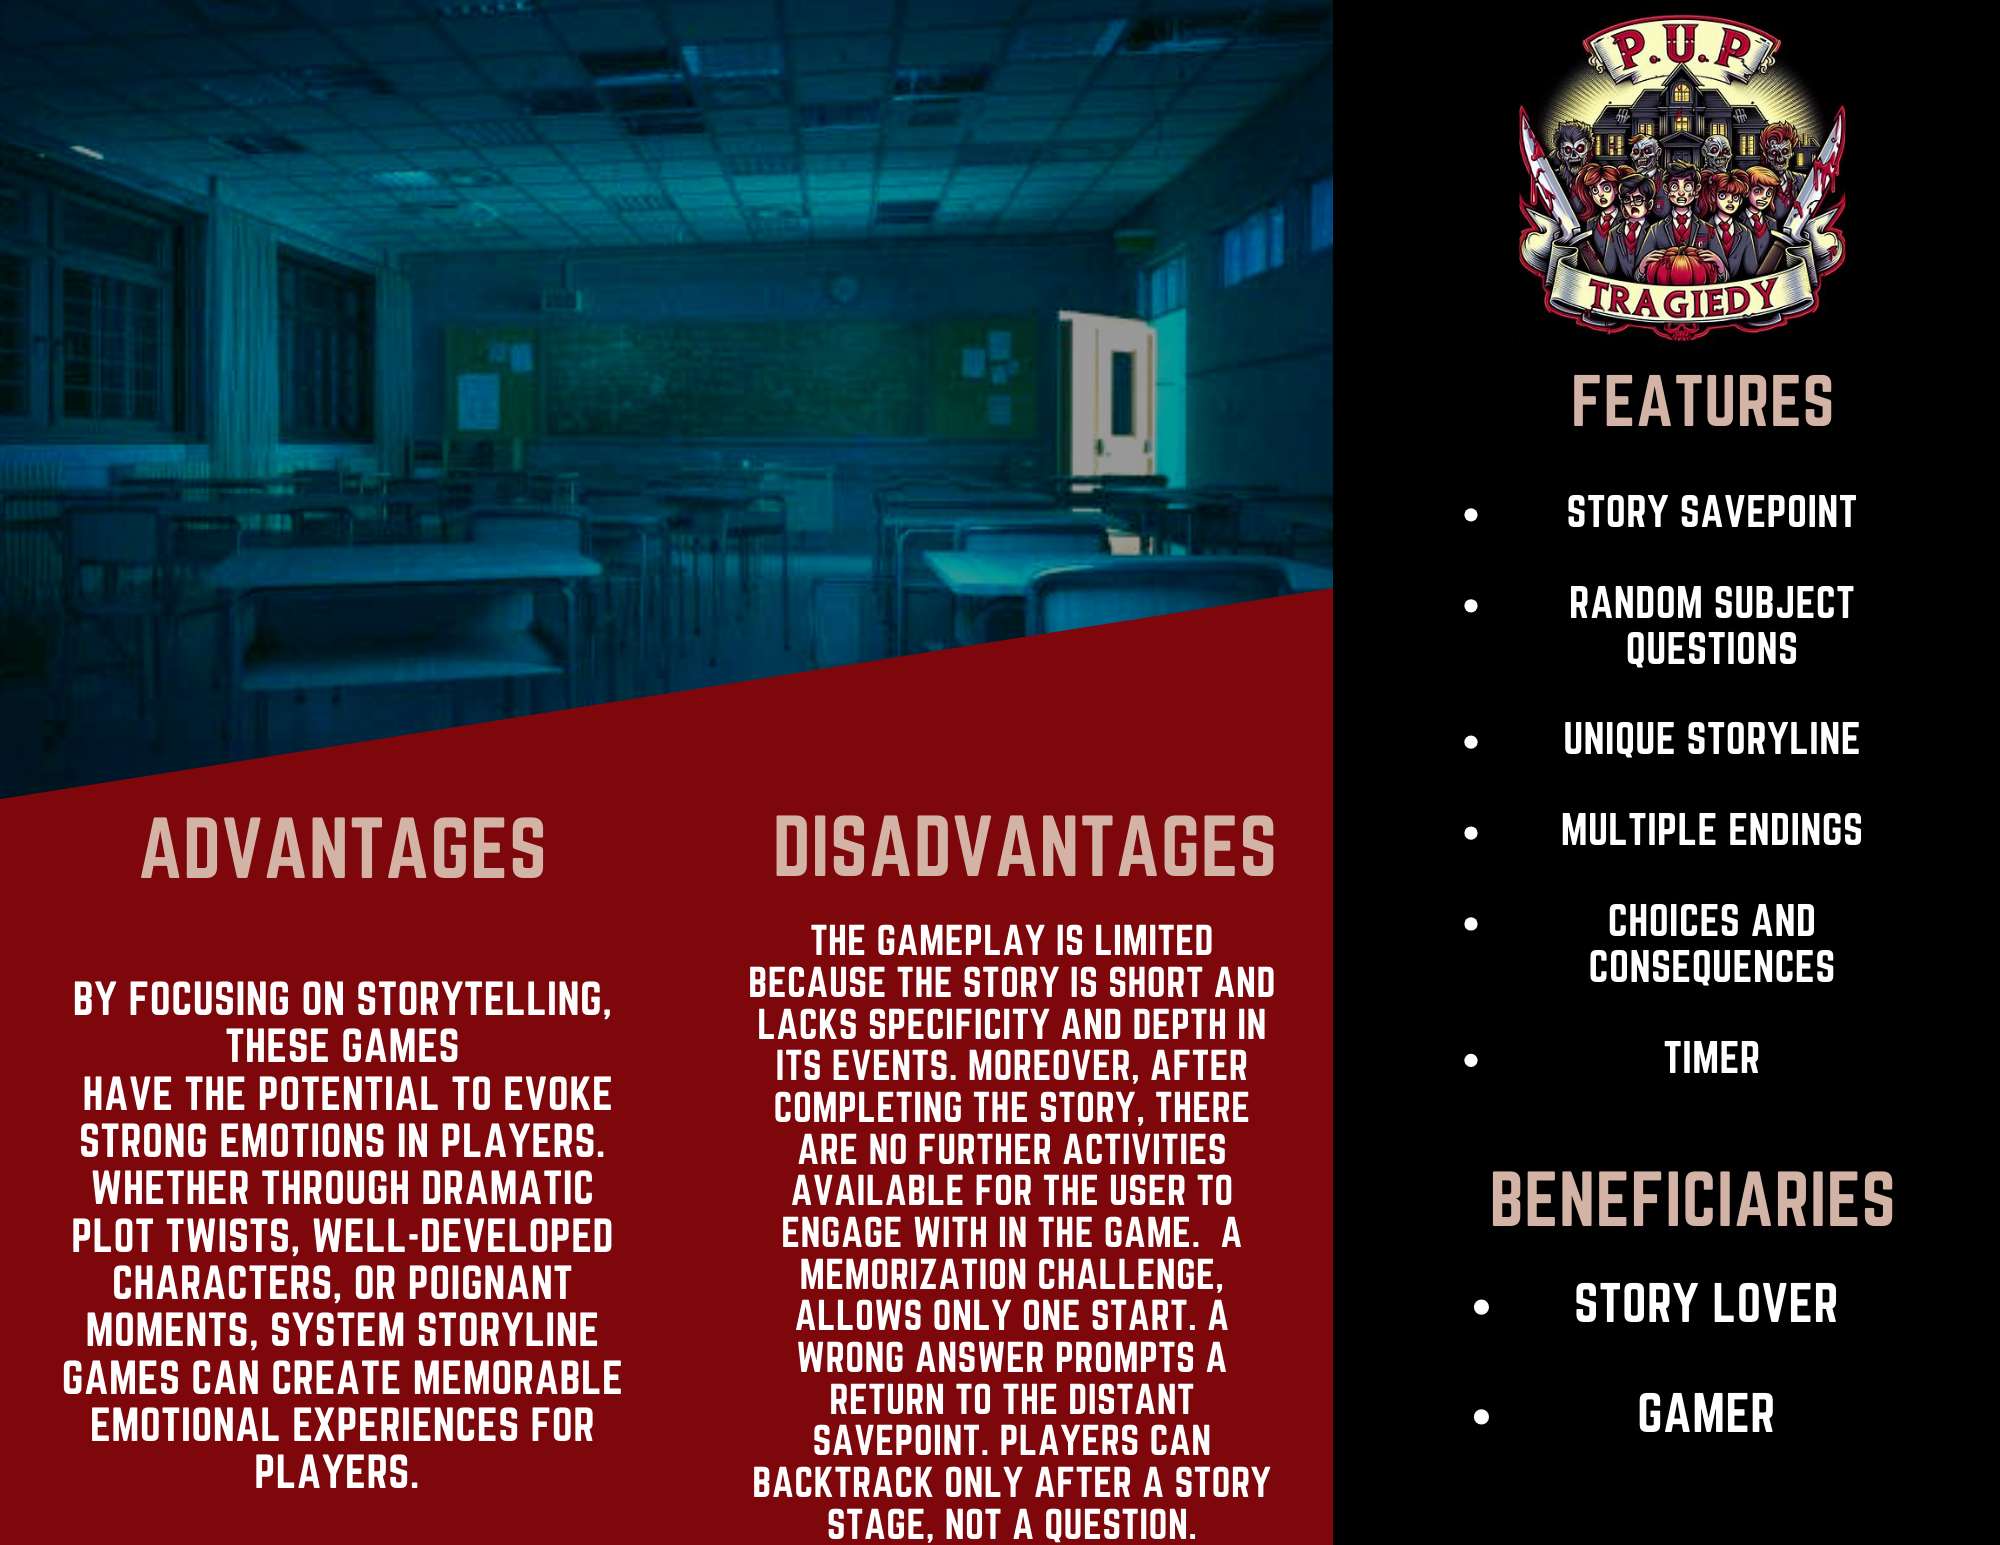 P.U.P
TRAGIEDY
FEATURES
• STORY SAVEPOINT
• RANDOM SUBJECT
QUESTIONS
• UNIQUE STORYLINE
• MULTIPLE ENDINGS
• CHOICES AND
CONSEQUENCES
• TIMER
BENEFICIARIES
• STORY LOVER
• GAMER
ADVANTAGES
BY FOCUSING ON STORYTELLING,
THESE GAMES
HAVE THE POTENTIAL TO EVOKE
STRONG EMOTIONS IN PLAYERS.
WHETHER THROUGH DRAMATIC
PLOT TWISTS, WELL-DEVELOPED
CHARACTERS, OR POIGNANT
MOMENTS, SYSTEM STORYLINE
GAMES CAN CREATE MEMORABLE
EMOTIONAL EXPERIENCES FOR
PLAYERS.
DISADVANTAGES
THE GAMEPLAY IS LIMITED
BECAUSE THE STORY IS SHORT AND
LACKS SPECIFICITY AND DEPTH IN
ITS EVENTS. MOREOVER, AFTER
COMPLETING THE STORY, THERE
ARE NO FURTHER ACTIVITIES
AVAILABLE FOR THE USER TO
ENGAGE WITH IN THE GAME.  A
MEMORIZATION CHALLENGE,
ALLOWS ONLY ONE START. A
WRONG ANSWER PROMPTS A
RETURN TO THE DISTANT
SAVEPOINT. PLAYERS CAN
BACKTRACK ONLY AFTER A STORY
STAGE, NOT A QUESTION.